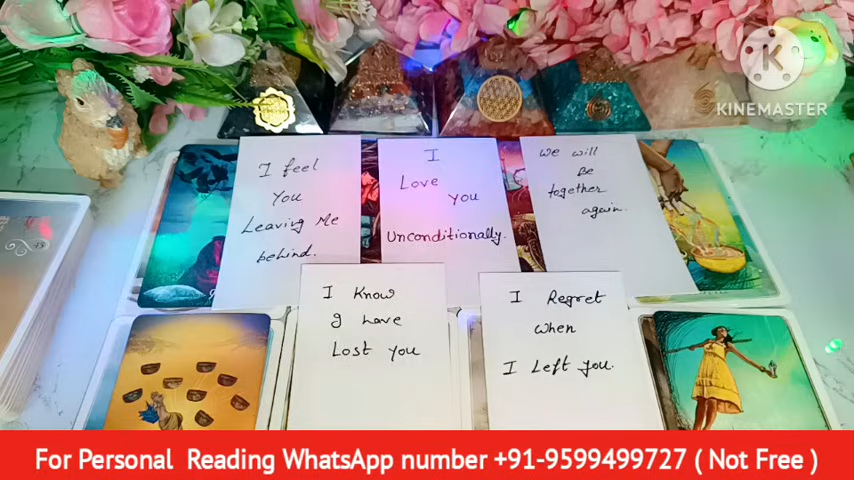 KINEMASTER
I feel
You
Leaving Me
behind.
I
Love
you
Unconditionally.
We will
Be
together
again.
I Know
I have
Lost you
I Regret
when
I Left you.
For Personal Reading WhatsApp number +91-9599499727 ( Not Free )